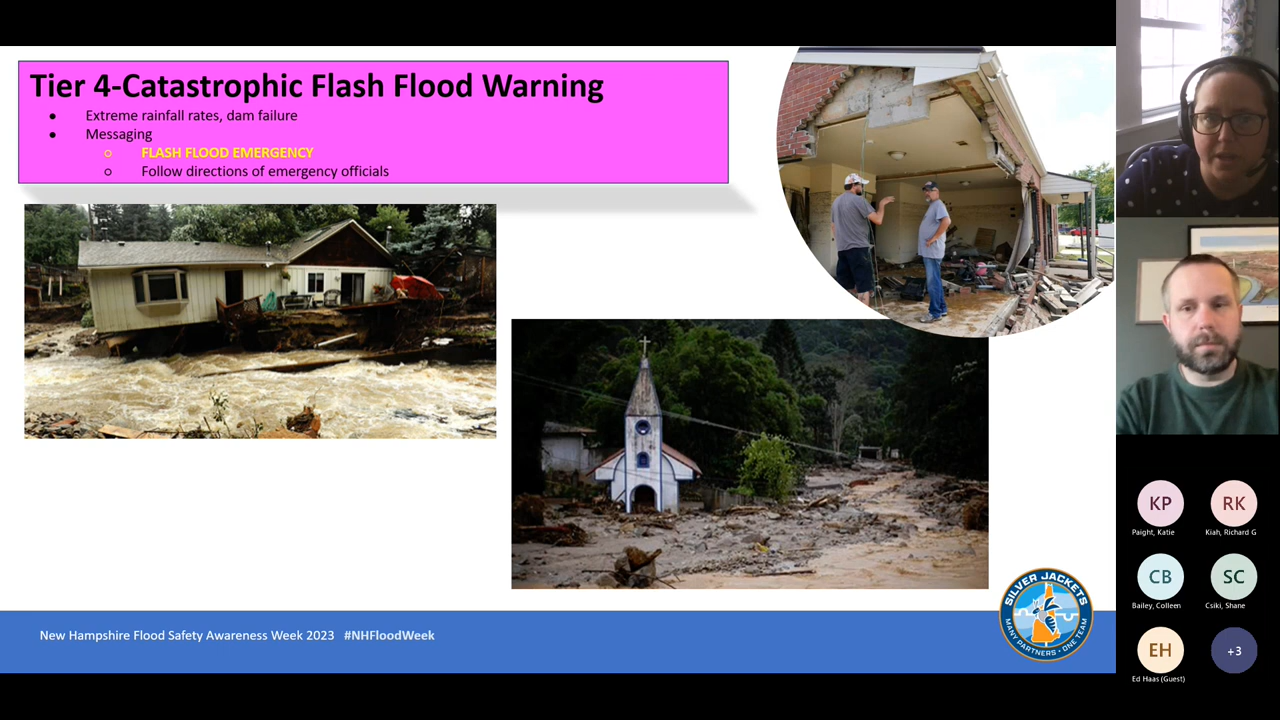 Tier 4-Catastrophic Flash Flood Warning
● Extreme rainfall rates, dam failure
● Messaging
○ FLASH FLOOD EMERGENCY
○ Follow directions of emergency officials
KP
RK
Paight, Katie
Kiah, Richard G
CB
SC
Bailey, Colleen
Csiki, Shane
EH
+3
Ed Haas (Guest)
SILVER JACKETS
MANY PARTNERS • ONE TEAM
New Hampshire Flood Safety Awareness Week 2023 #NHFloodWeek